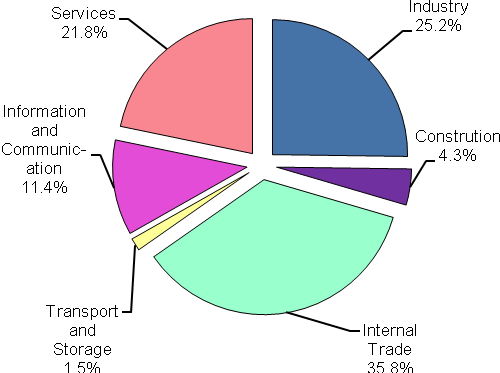 Services
21.8%
Industry
25.2%
Information
and
Communic-
ation
11.4%
Constrution
4.3%
Transport
and
Storage
1.5%
Internal
Trade
35.8%